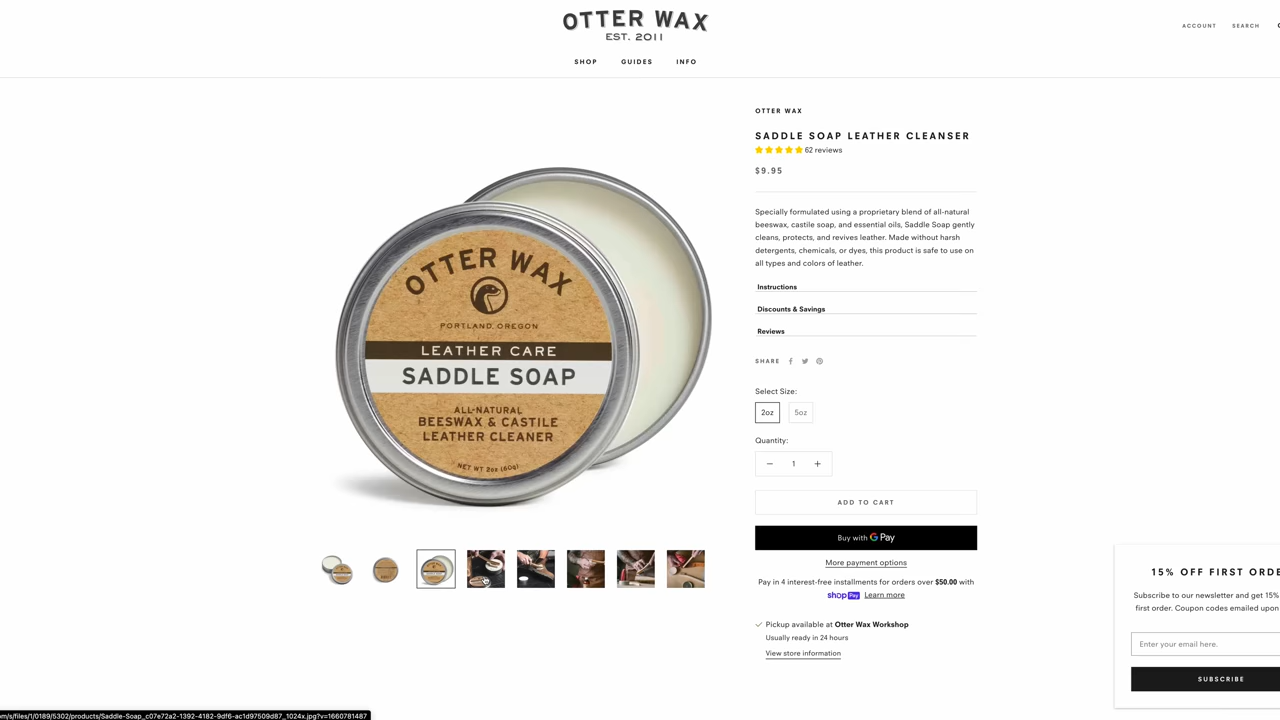 OTTER WAX
EST. 2011
ACCOUNT
SEARCH
SHOP
GUIDES
INFO
OTTER WAX
SADDLE SOAP LEATHER CLEANSER
62 reviews
$9.95
Specially formulated using a proprietary blend of all-natural
beeswax, castile soap, and essential oils, Saddle Soap gently
cleans, protects, and revives leather. Made without harsh
detergents, chemicals, or dyes, this product is safe to use on
all types and colors of leather.
Instructions
Discounts & Savings
Reviews
SHARE
Select Size:
2oz
5oz
Quantity:
1
ADD TO CART
Buy with G Pay
More payment options
Pay in 4 interest-free installments for orders over $50.00 with
shop Pay Learn more
Pickup available at Otter Wax Workshop
Usually ready in 24 hours
View store information
OTTER WAX
PORTLAND, OREGON
LEATHER CARE
SADDLE SOAP
ALL-NATURAL
BEESWAX & CASTILE
LEATHER CLEANER
NET WT 2oz (60g)
15% OFF FIRST ORDE
Subscribe to our newsletter and get 15%
first order. Coupon codes emailed upon
Enter your email here.
SUBSCRIBE
om/s/files/1/0189/5302/products/Saddle-Soap_c07e72a2-1392-4182-9df6-ac1d97509d87_1024x.jpg?v=1660781487